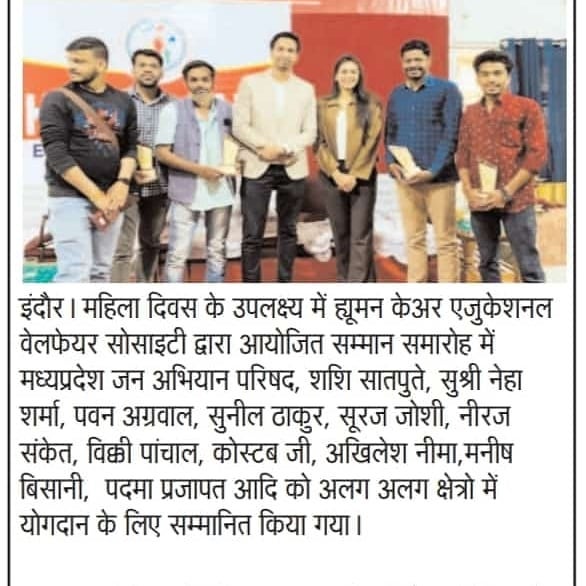 इंदौर। महिला दिवस के उपलक्ष्य में ह्यूमन केअर एजुकेशनल
वेलफेयर सोसाइटी द्वारा आयोजित सम्मान समारोह में
मध्यप्रदेश जन अभियान परिषद, शशि सातपुते, सुश्री नेहा
शर्मा, पवन अग्रवाल, सुनील ठाकुर, सूरज जोशी, नीरज
संकेत, विक्की पांचाल, कोस्टब जी, अखिलेश नीमा,मनीष
बिसानी, पदमा प्रजापत आदि को अलग अलग क्षेत्रो में
योगदान के लिए सम्मानित किया गया।